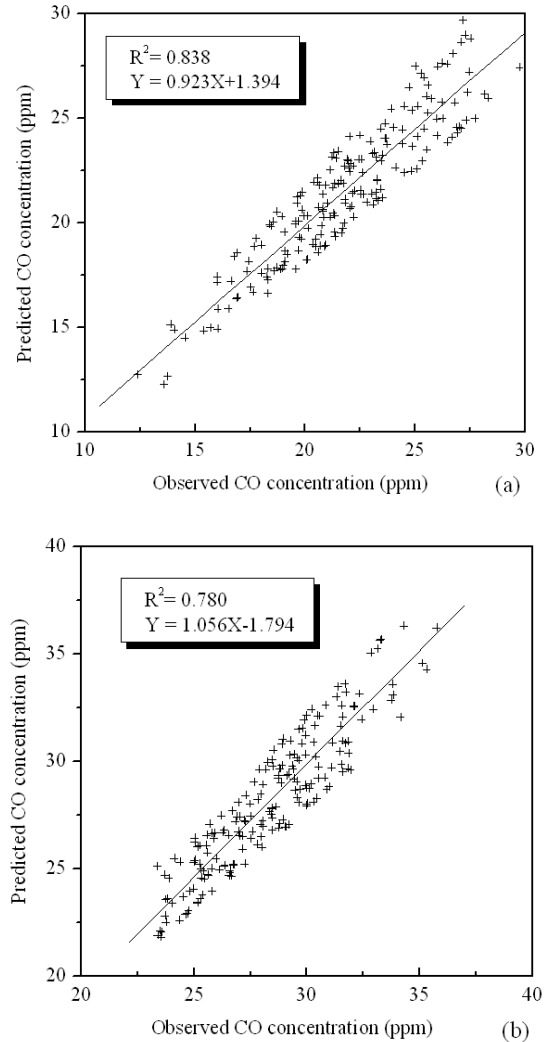 30
R²= 0.838
Y = 0.923X+1.394
25
20
15
10
Predicted CO concentration (ppm)
10 15 20 25 30
Observed CO concentration (ppm) (a)
40
R²= 0.780
Y = 1.056X-1.794
35
30
25
20
Predicted CO concentration (ppm)
20 25 30 35 40
Observed CO concentration (ppm) (b)